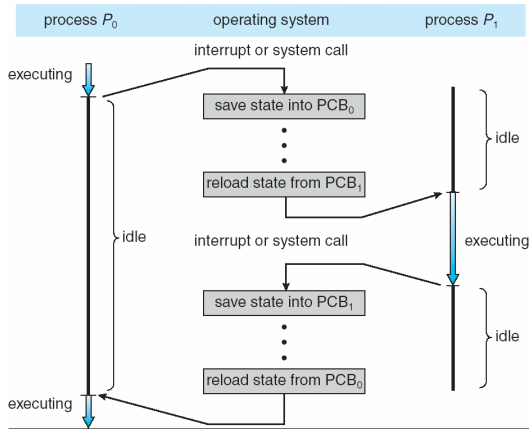 process P₀ operating system process P₁
interrupt or system call
executing
save state into PCB₀
idle
reload state from PCB₁
idle
interrupt or system call
executing
save state into PCB₁
idle
reload state from PCB₀
executing